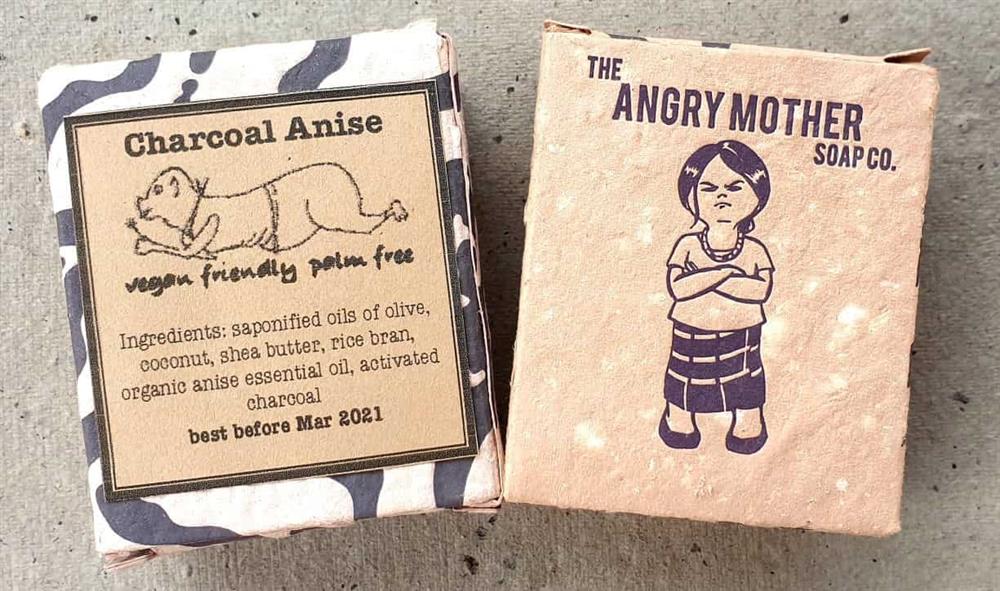 Charcoal Anise
vegan friendly palm free
Ingredients: saponified oils of olive,
coconut, shea butter, rice bran,
organic anise essential oil, activated
charcoal
best before Mar 2021
THE
ANGRY MOTHER
SOAP CO.